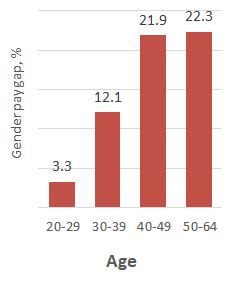 Gender pay gap, %
21.9 22.3
12.1
3.3
20-29 30-39 40-49 50-64
Age